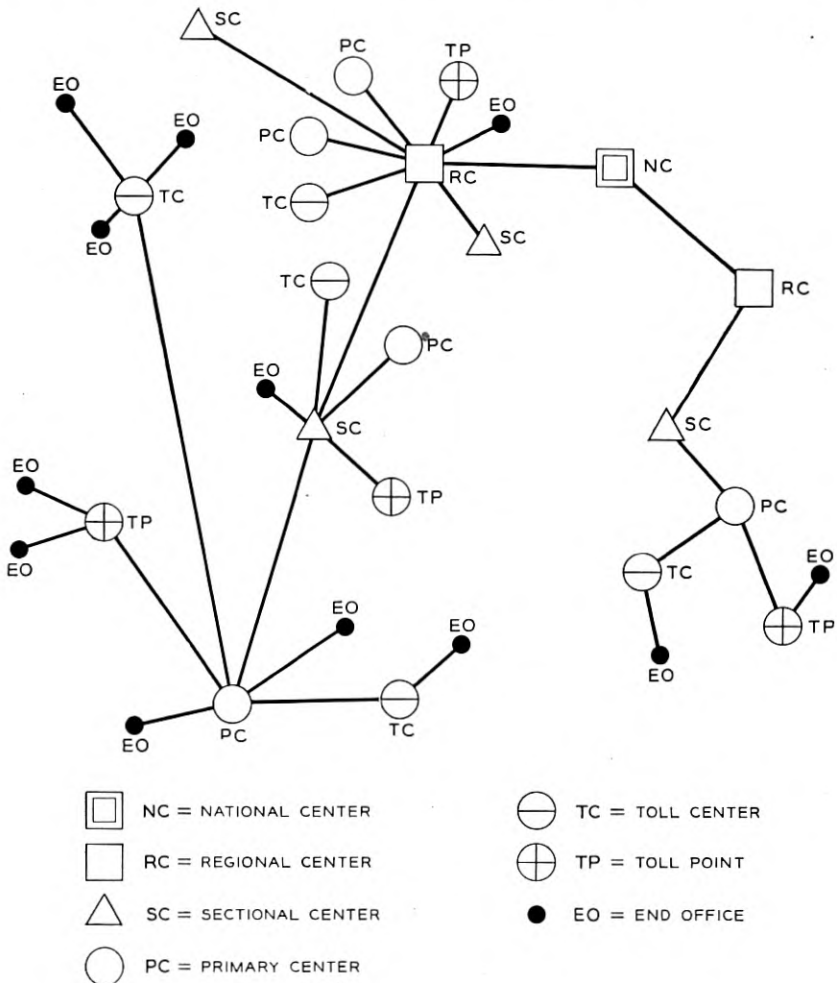 SC
PC
TP
EO
EO
EO
PC
RC
NC
TC
TC
EO
SC
TC
RC
PC
EO
SC
SC
EO
TP
PC
TP
EO
TC
EO
EO
EO
TP
EO
EO
PC
TC
NC = NATIONAL CENTER
TC = TOLL CENTER
RC = REGIONAL CENTER
TP = TOLL POINT
SC = SECTIONAL CENTER
EO = END OFFICE
PC = PRIMARY CENTER